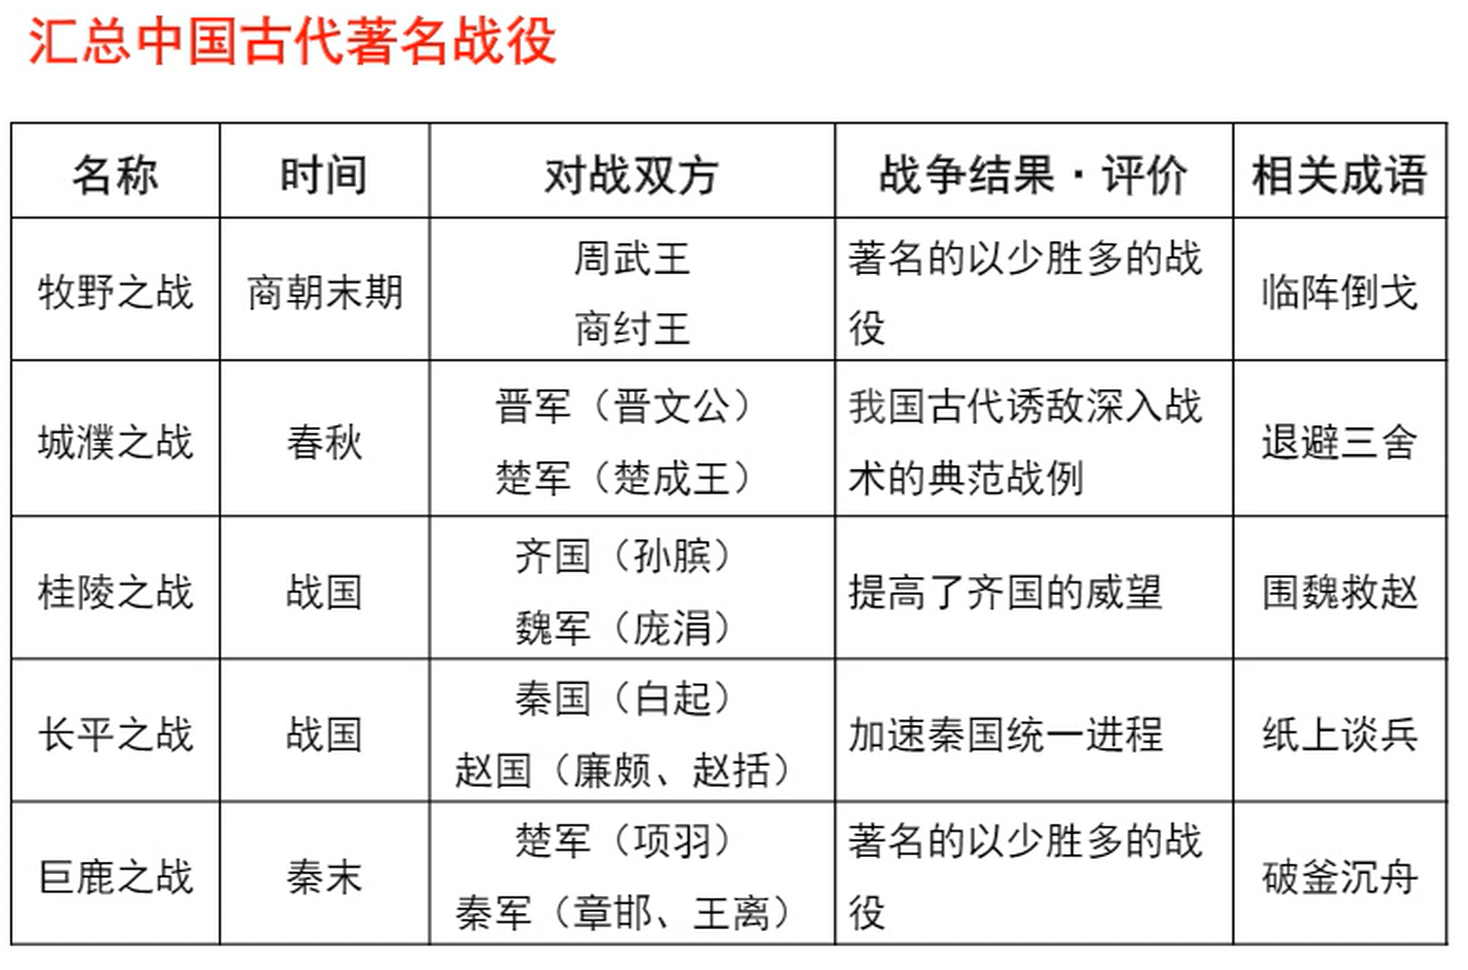 汇总中国古代著名战役
名称 时间 对战双方 战争结果·评价 相关成语
牧野之战 商朝末期 周武王
商纣王 著名的以少胜多的战
役 临阵倒戈
城濮之战 春秋 晋军（晋文公）
楚军（楚成王） 我国古代诱敌深入战
术的典范战例 退避三舍
桂陵之战 战国 齐国（孙膑）
魏军（庞涓） 提高了齐国的威望 围魏救赵
长平之战 战国 秦国（白起）
赵国（廉颇、赵括） 加速秦国统一进程 纸上谈兵
巨鹿之战 秦末 楚军（项羽）
秦军（章邯、王离） 著名的以少胜多的战
役 破釜沉舟